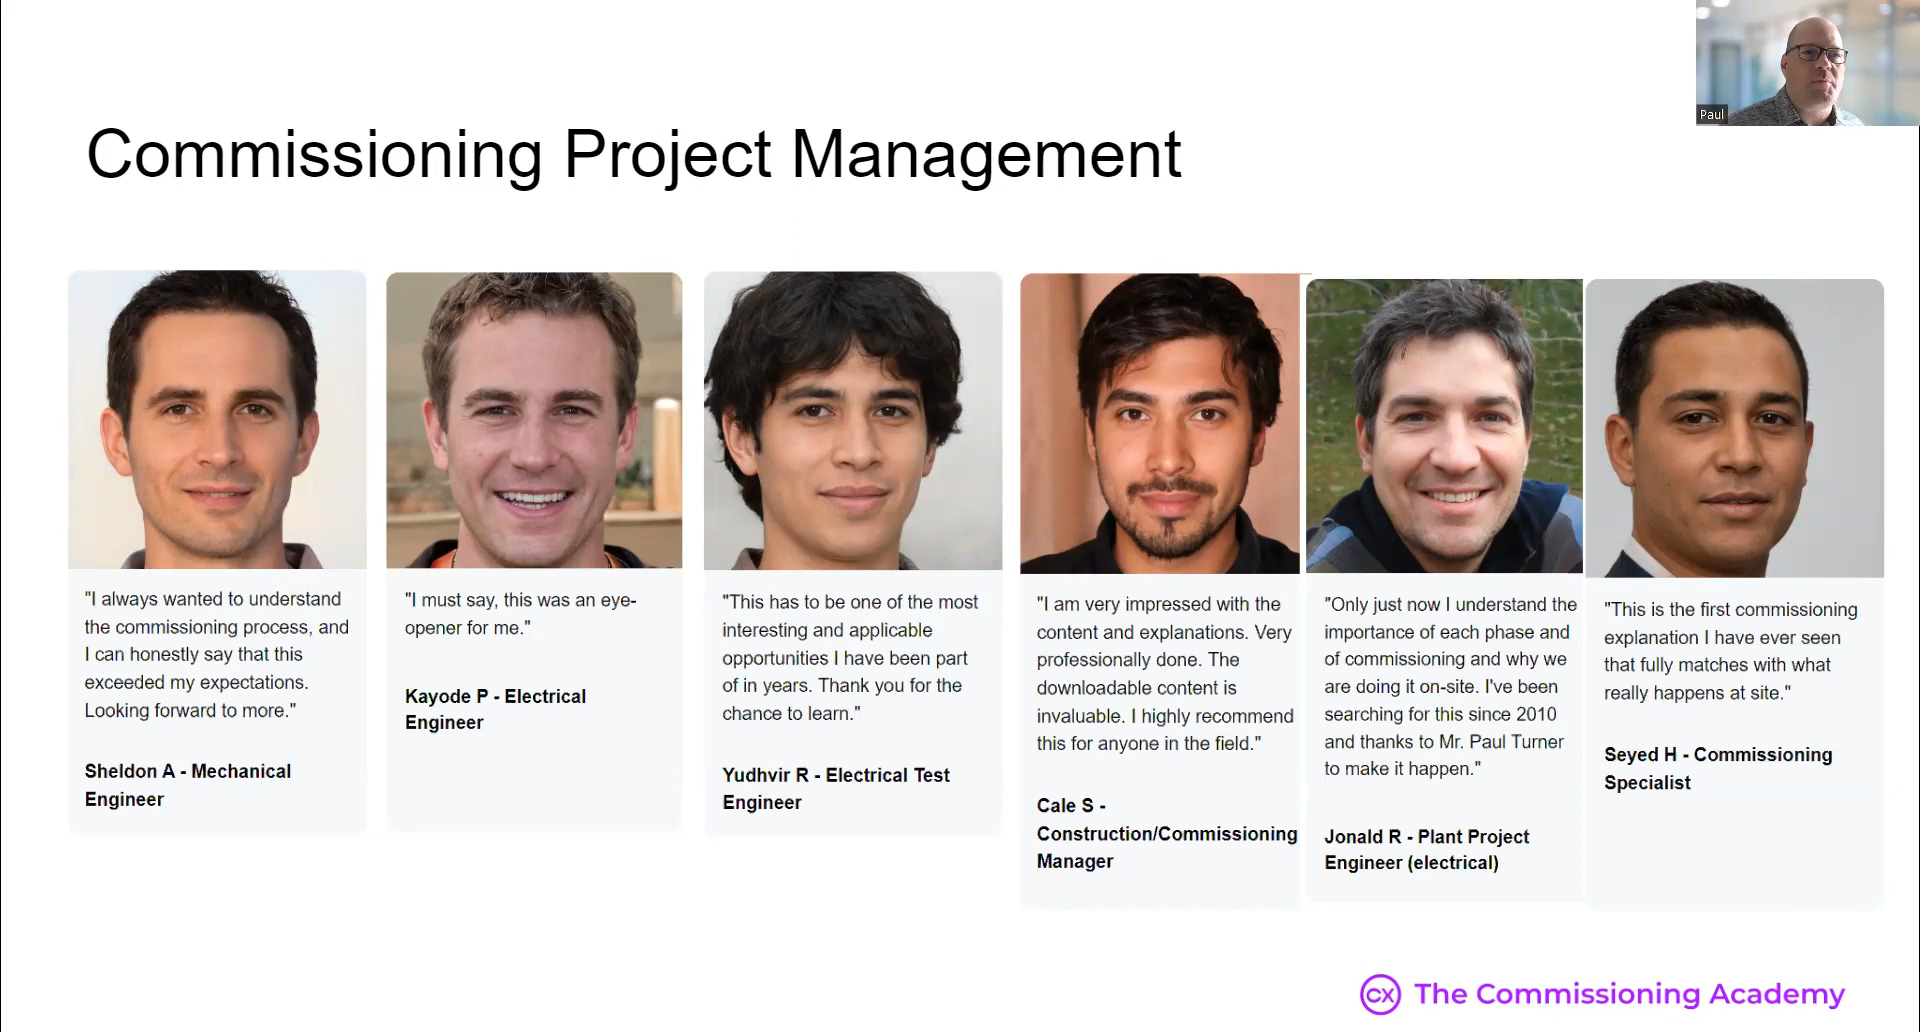 Paul
Commissioning Project Management
"I always wanted to understand
the commissioning process, and
I can honestly say that this
exceeded my expectations.
Looking forward to more."
Sheldon A - Mechanical
Engineer
"I must say, this was an eye-
opener for me."
Kayode P - Electrical
Engineer
"This has to be one of the most
interesting and applicable
opportunities I have been part
of in years. Thank you for the
chance to learn."
Yudhvir R - Electrical Test
Engineer
"I am very impressed with the
content and explanations. Very
professionally done. The
downloadable content is
invaluable. I highly recommend
this for anyone in the field."
Cale S -
Construction/Commissioning
Manager
"Only just now I understand the
importance of each phase and
of commissioning and why we
are doing it on-site. I've been
searching for this since 2010
and thanks to Mr. Paul Turner
to make it happen."
Jonald R - Plant Project
Engineer (electrical)
"This is the first commissioning
explanation I have ever seen
that fully matches with what
really happens at site."
Seyed H - Commissioning
Specialist
CX The Commissioning Academy